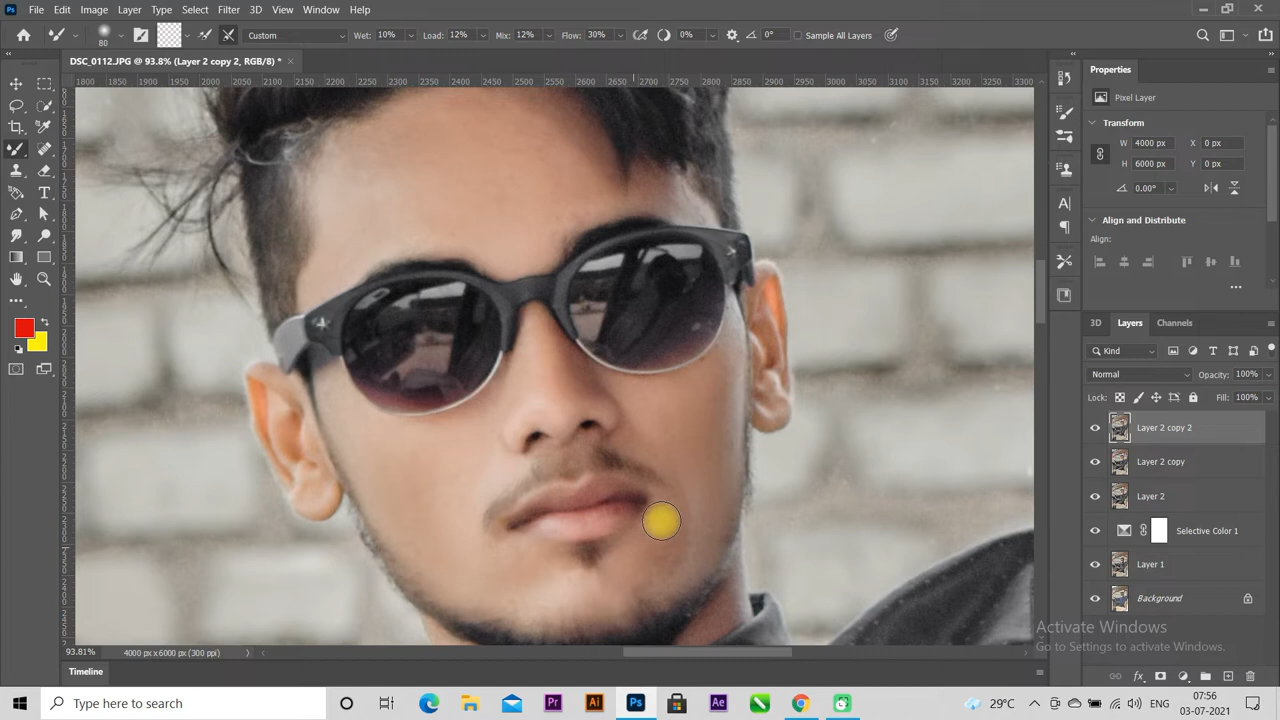 File Edit Image Layer Type Select Filter 3D View Window Help
80 Custom Wet: 10% Load: 12% Mix: 12% Flow: 30% 0% 0° Sample All Layers
DSC_0112.JPG @ 93.8% (Layer 2 copy 2, RGB/8) *
1800 1900 1950 2000 2050 2100 2150 2200 2250 2300 2350 2400 2450 2500 2550 2600 2650 2700 2750 2800 2850 2900 2950 3000 3050 3100 3150 3200 3250 3300
Properties
Pixel Layer
Transform
W 4000 px X 0 px
H 6000 px Y 0 px
0.00°
Align and Distribute
Align:
3D Layers Channels
Kind
Normal Opacity: 100%
Lock: Fill: 100%
Layer 2 copy 2
Layer 2 copy
Layer 2
Selective Color 1
Layer 1
Background
Activate Windows
Go to Settings to activate Windows.
93.81% 4000 px x 6000 px (300 ppi)
Timeline
Type here to search
29°C ENG 07:56
03-07-2021